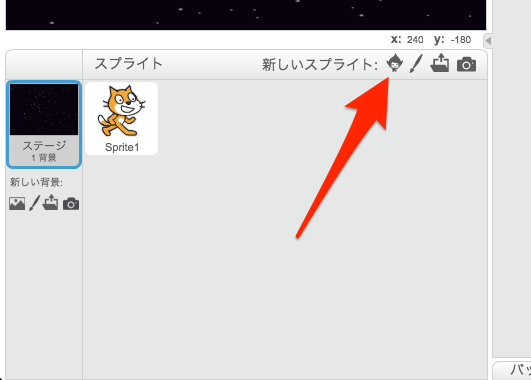 x: 240 y: -180
スプライト 新しいスプライト:
ステージ
1 背景
Sprite1
新しい背景:
バッ